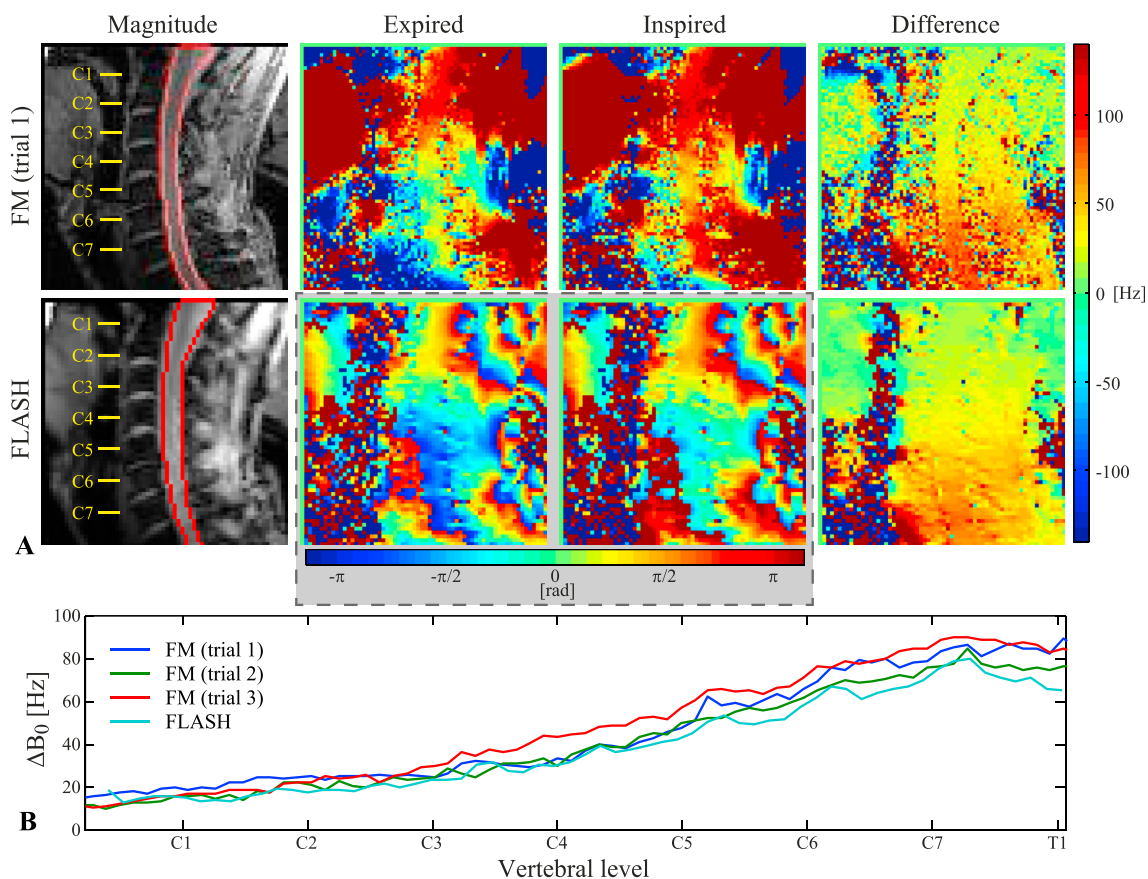 Magnitude Expired Inspired Difference
FM (trial 1)
C1
C2
C3
C4
C5
C6
C7
100
50
0 [Hz]
-50
-100
FLASH
C1
C2
C3
C4
C5
C6
C7
A
-π -π/2 0 π/2 π
[rad]
100
80
60
40
20
0
ΔB0 [Hz]
FM (trial 1)
FM (trial 2)
FM (trial 3)
FLASH
B
C1 C2 C3 C4 C5 C6 C7 T1
Vertebral level